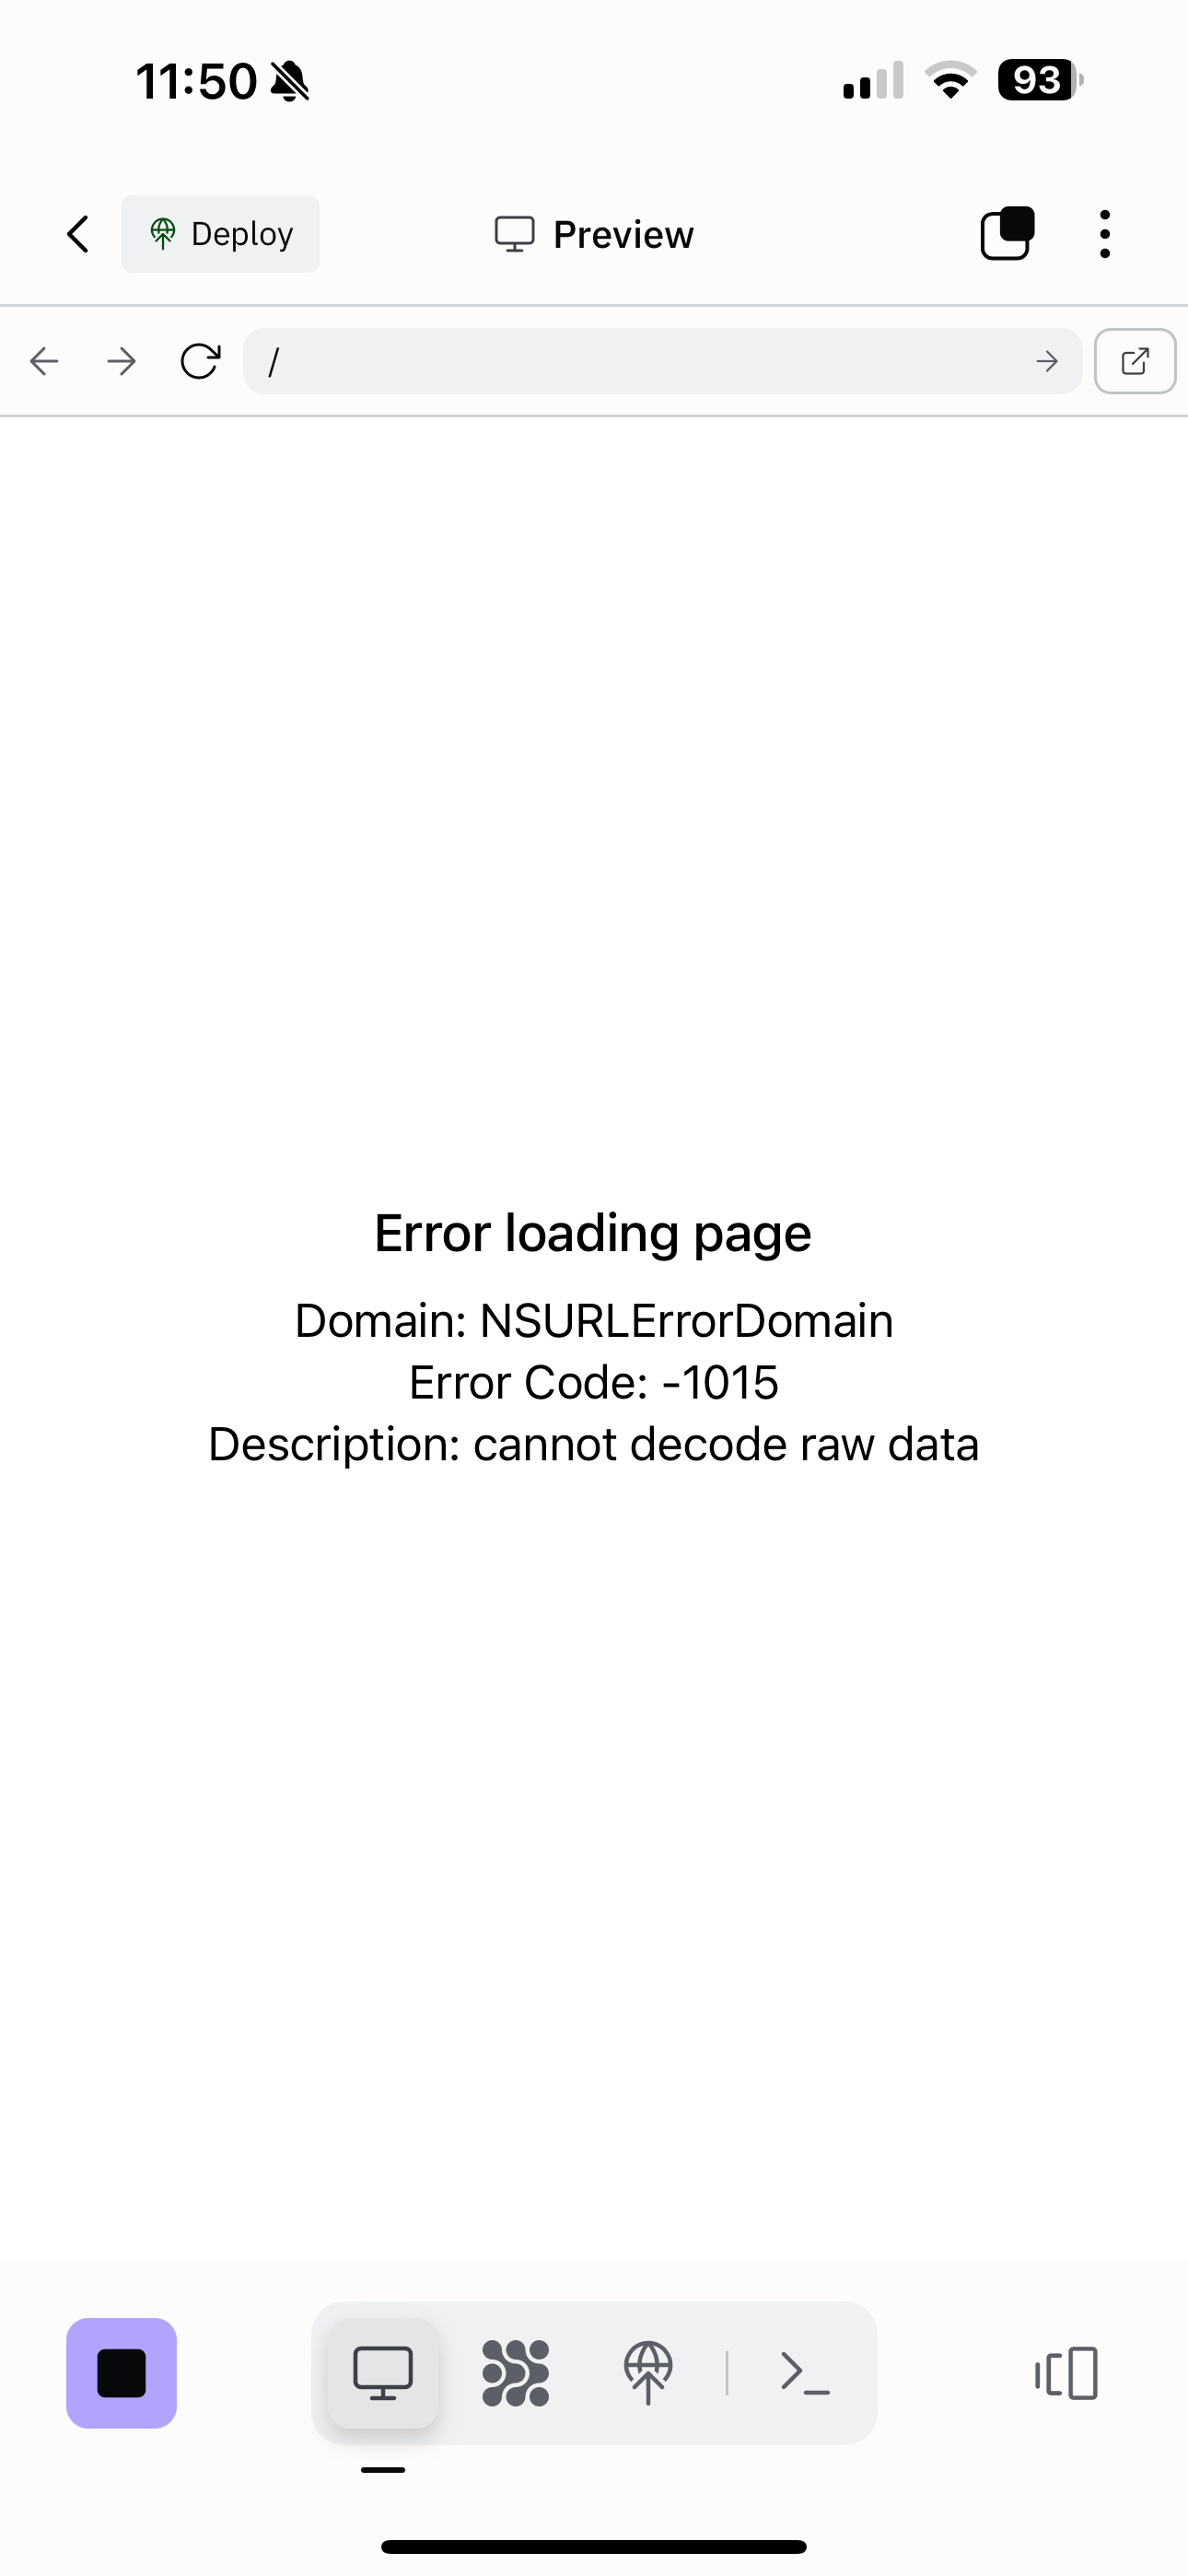 11:50
93
Deploy
Preview
/
Error loading page
Domain: NSURLErrorDomain
Error Code: -1015
Description: cannot decode raw data